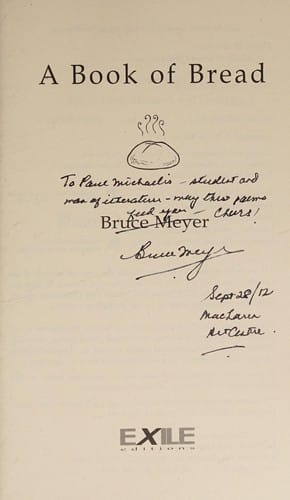 A Book of Bread
To Paul Michaelis – student and
man of literature – may these poems
feed you – Cheers!
Bruce Meyer
Bruce Meyer
Sept 28/12
MacLaren
Art Centre.
EXILE
editions